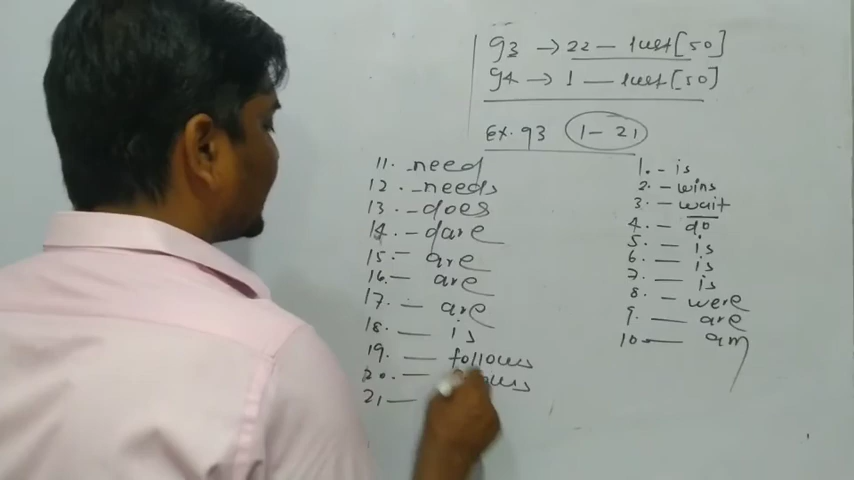 93 → 22 — last [50]
94 → 1 — last [50]
Ex. 93 1 - 21
1. - is
2. - wins
3. - wait
4. - do
5. — is
6. — is
7. — is
8. - were
9. — are
10. — am
11. - need
12. - needs
13. - does
14. - dare
15. - are
16. — are
17. — are
18. — is
19. — follows
20. —
21. —